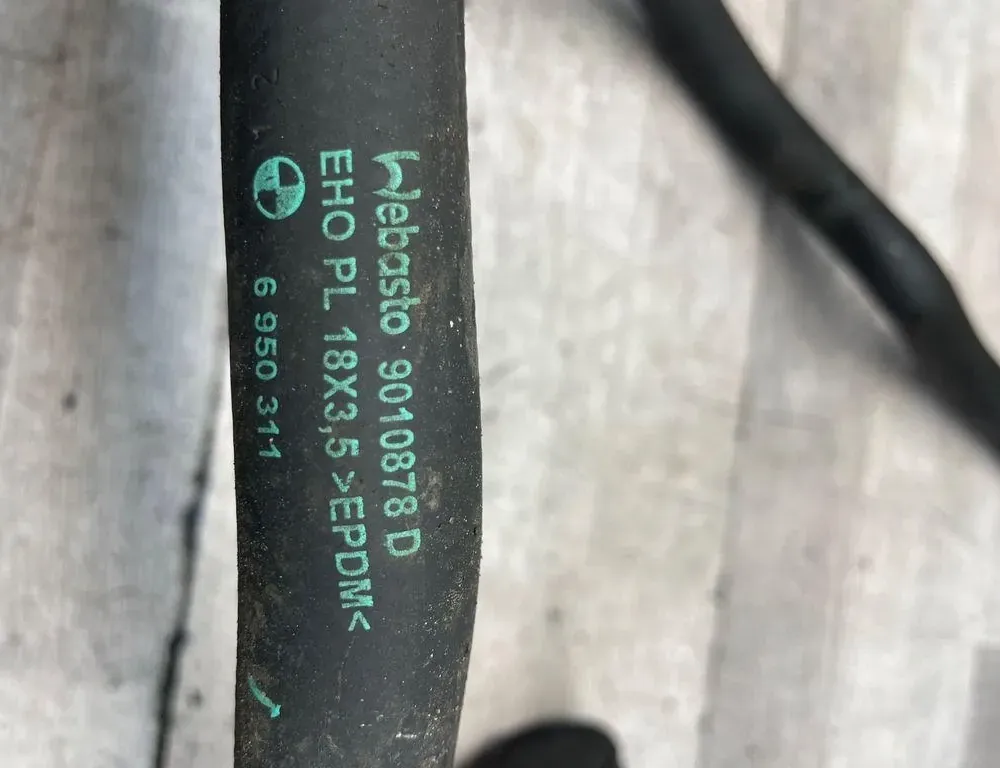 Webasto 9010878 D
EHO PL 18X3,5 >EPDM<
6 950 311